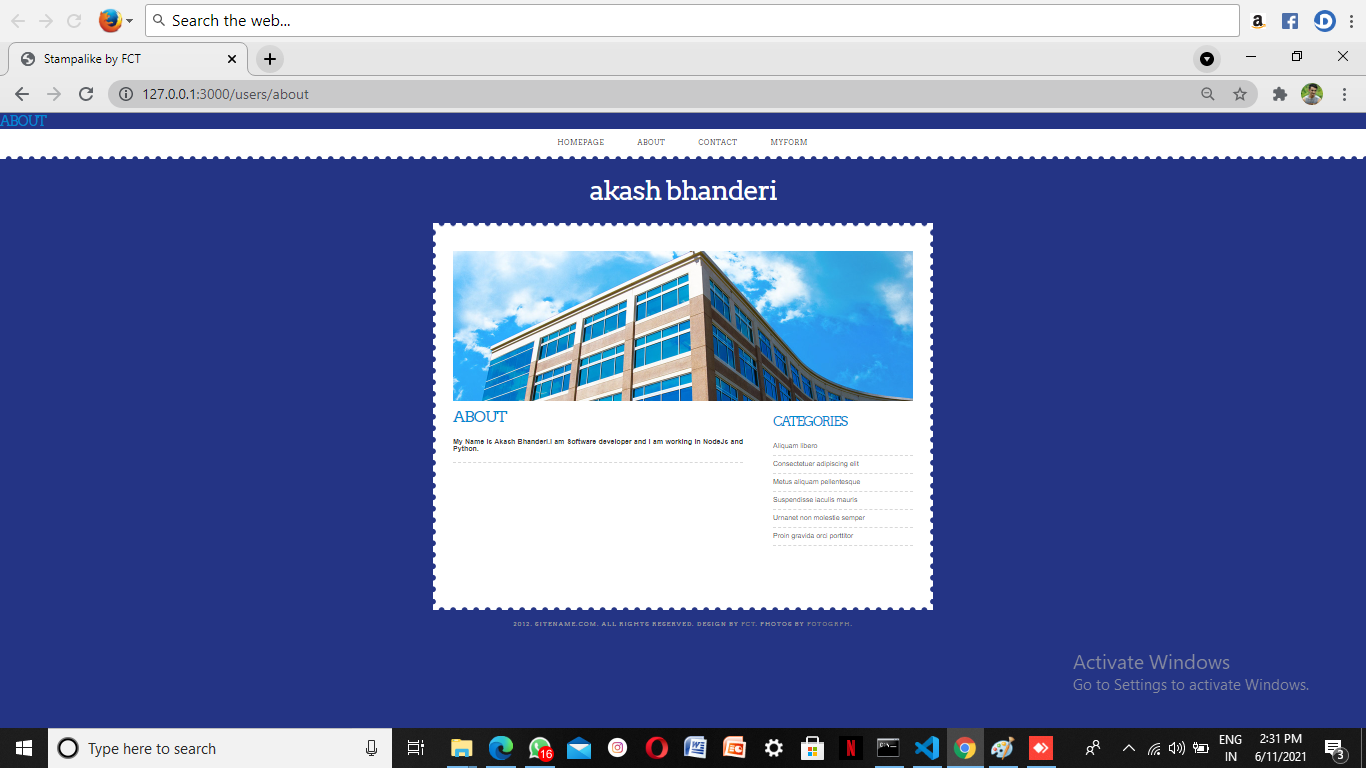 Search the web...
Stampalike by FCT
127.0.0.1:3000/users/about
ABOUT
HOMEPAGE ABOUT CONTACT MYFORM
akash bhanderi
ABOUT
My Name is Akash Bhanderi.I am Software developer and I am working in NodeJs and
Python.
CATEGORIES
Aliquam libero
Consectetuer adipiscing elit
Metus aliquam pellentesque
Suspendisse iaculis mauris
Urnanet non molestie semper
Proin gravida orci porttitor
2012. SITENAME.COM. ALL RIGHTS RESERVED. DESIGN BY FCT. PHOTOS BY FOTOGRPH.
Activate Windows
Go to Settings to activate Windows.
Type here to search
16
ENG
IN
2:31 PM
6/11/2021
3